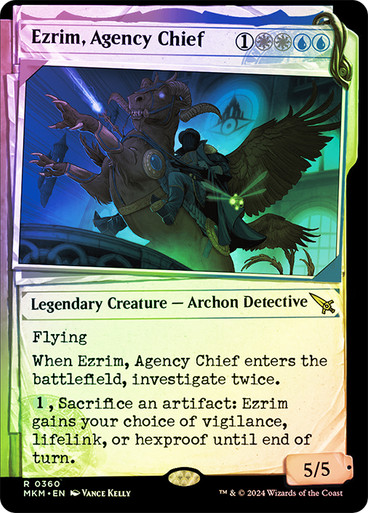 Ezrim, Agency Chief 1
Legendary Creature — Archon Detective
Flying
When Ezrim, Agency Chief enters the
battlefield, investigate twice.
1, Sacrifice an artifact: Ezrim
gains your choice of vigilance,
lifelink, or hexproof until end of
turn.
5/5
R 0360
MKM • EN VANCE KELLY
™ & © 2024 Wizards of the Coast